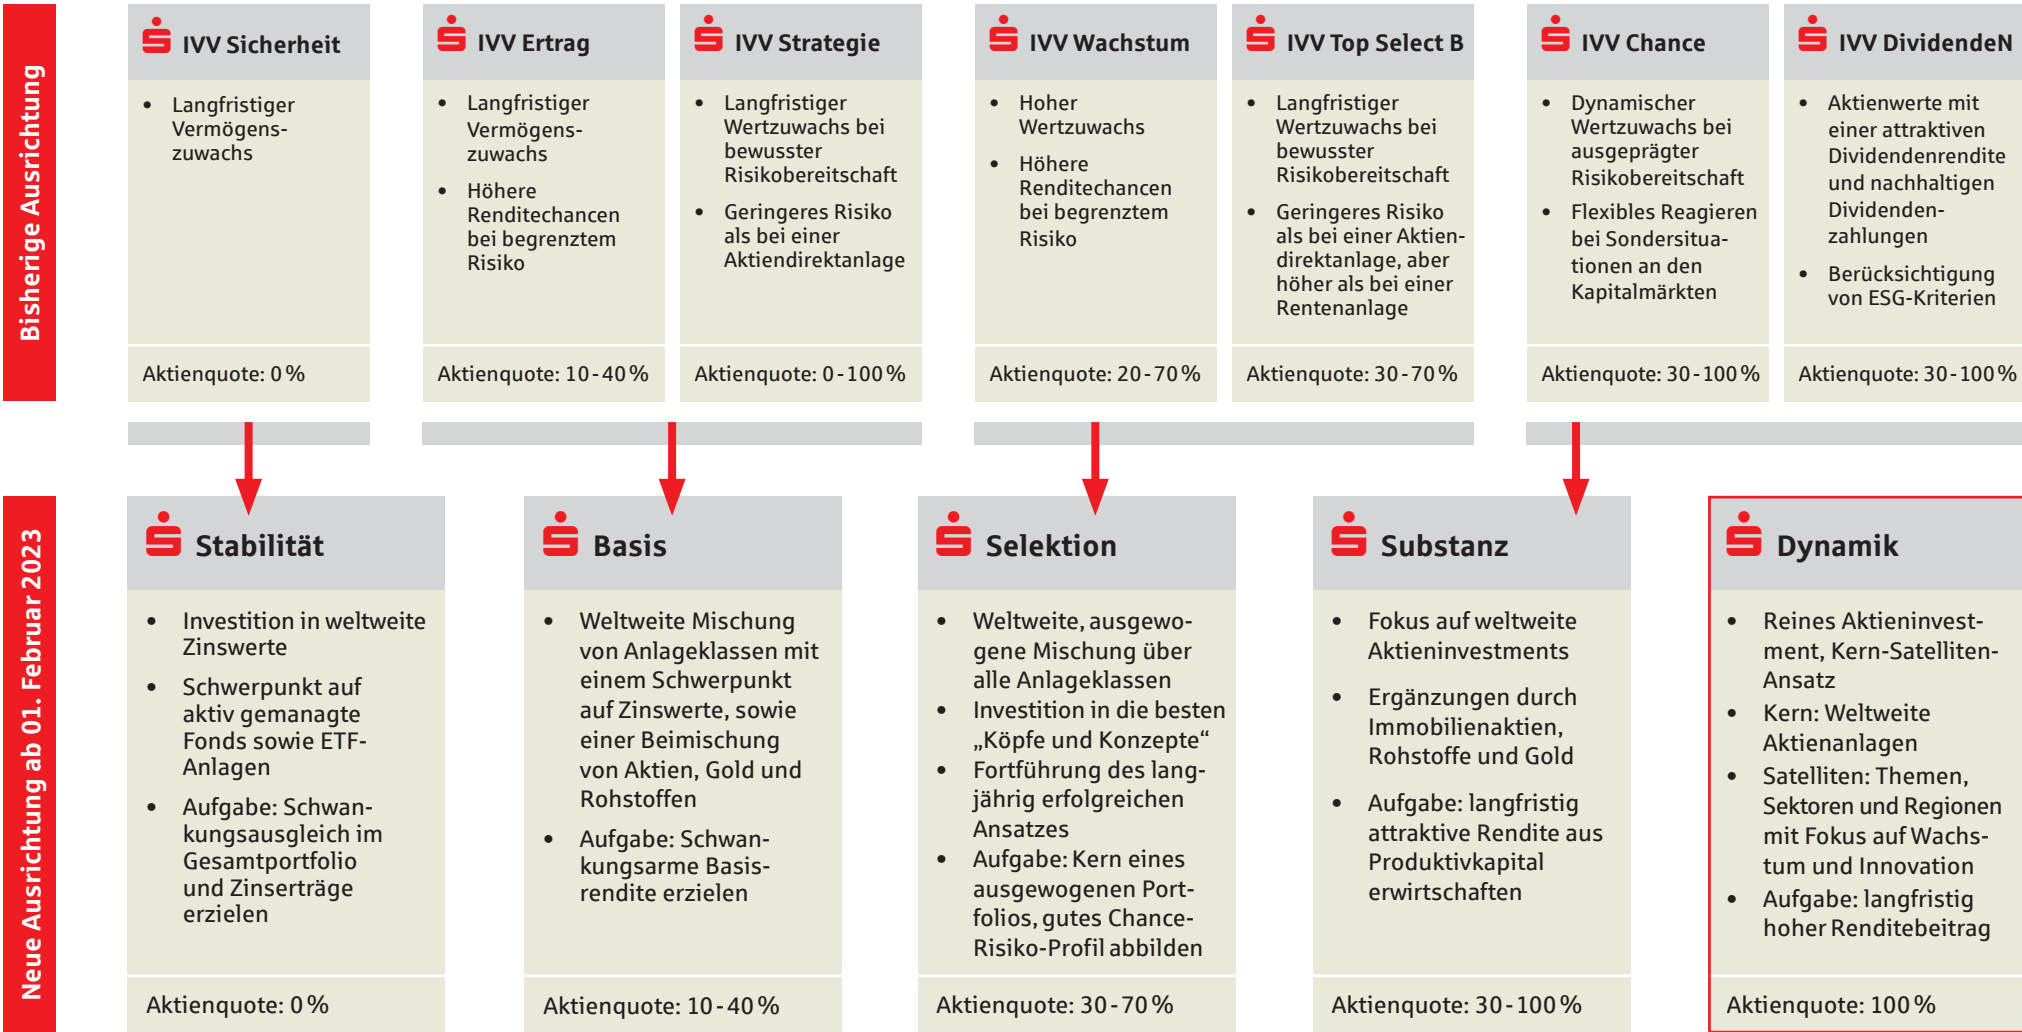 Bisherige Ausrichtung
IVV Sicherheit
• Langfristiger
Vermögens-
zuwachs
Aktienquote: 0 %
IVV Ertrag
• Langfristiger
Vermögens-
zuwachs
• Höhere
Renditechancen
bei begrenztem
Risiko
Aktienquote: 10 - 40 %
IVV Strategie
• Langfristiger
Wertzuwachs bei
bewusster
Risikobereitschaft
• Geringeres Risiko
als bei einer
Aktiendirektanlage
Aktienquote: 0 - 100 %
IVV Wachstum
• Hoher
Wertzuwachs
• Höhere
Renditechancen
bei begrenztem
Risiko
Aktienquote: 20 - 70 %
IVV Top Select B
• Langfristiger
Wertzuwachs bei
bewusster
Risikobereitschaft
• Geringeres Risiko
als bei einer Aktien-
direktanlage, aber
höher als bei einer
Rentenanlage
Aktienquote: 30 - 70 %
IVV Chance
• Dynamischer
Wertzuwachs bei
ausgeprägter
Risikobereitschaft
• Flexibles Reagieren
bei Sondersitua-
tionen an den
Kapitalmärkten
Aktienquote: 30 - 100 %
IVV DividendeN
• Aktienwerte mit
einer attraktiven
Dividendenrendite
und nachhaltigen
Dividenden-
zahlungen
• Berücksichtigung
von ESG-Kriterien
Aktienquote: 30 - 100 %
Neue Ausrichtung ab 01. Februar 2023
Stabilität
• Investition in weltweite
Zinswerte
• Schwerpunkt auf
aktiv gemanagte
Fonds sowie ETF-
Anlagen
• Aufgabe: Schwan-
kungsausgleich im
Gesamtportfolio
und Zinserträge
erzielen
Aktienquote: 0 %
Basis
• Weltweite Mischung
von Anlageklassen mit
einem Schwerpunkt
auf Zinswerte, sowie
einer Beimischung
von Aktien, Gold und
Rohstoffen
• Aufgabe: Schwan-
kungsarme Basis-
rendite erzielen
Aktienquote: 10 - 40 %
Selektion
• Weltweite, ausgewo-
gene Mischung über
alle Anlageklassen
• Investition in die besten
„Köpfe und Konzepte“
• Fortführung des lang-
jährig erfolgreichen
Ansatzes
• Aufgabe: Kern eines
ausgewogenen Port-
folios, gutes Chance-
Risiko-Profil abbilden
Aktienquote: 30 - 70 %
Substanz
• Fokus auf weltweite
Aktieninvestments
• Ergänzungen durch
Immobilienaktien,
Rohstoffe und Gold
• Aufgabe: langfristig
attraktive Rendite aus
Produktivkapital
erwirtschaften
Aktienquote: 30 - 100 %
Dynamik
• Reines Aktieninvest-
ment, Kern-Satelliten-
Ansatz
• Kern: Weltweite
Aktienanlagen
• Satelliten: Themen,
Sektoren und Regionen
mit Fokus auf Wachs-
tum und Innovation
• Aufgabe: langfristig
hoher Renditebeitrag
Aktienquote: 100 %